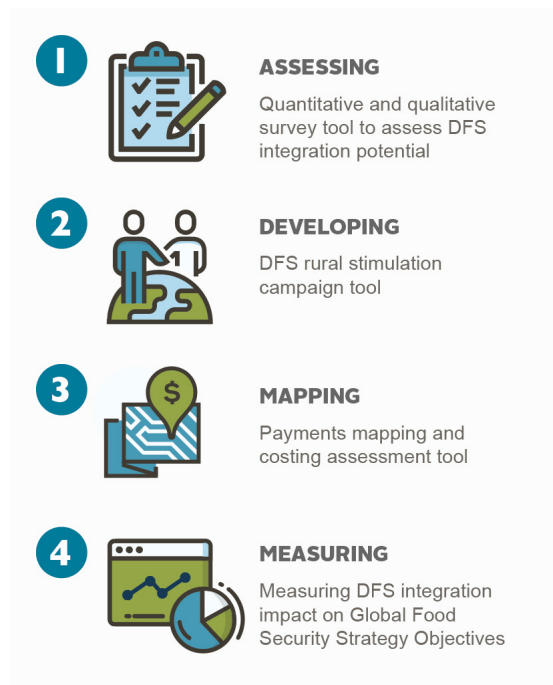 1
ASSESSING
Quantitative and qualitative
survey tool to assess DFS
integration potential
2
DEVELOPING
DFS rural stimulation
campaign tool
3
$
MAPPING
Payments mapping and
costing assessment tool
4
MEASURING
Measuring DFS integration
impact on Global Food
Security Strategy Objectives